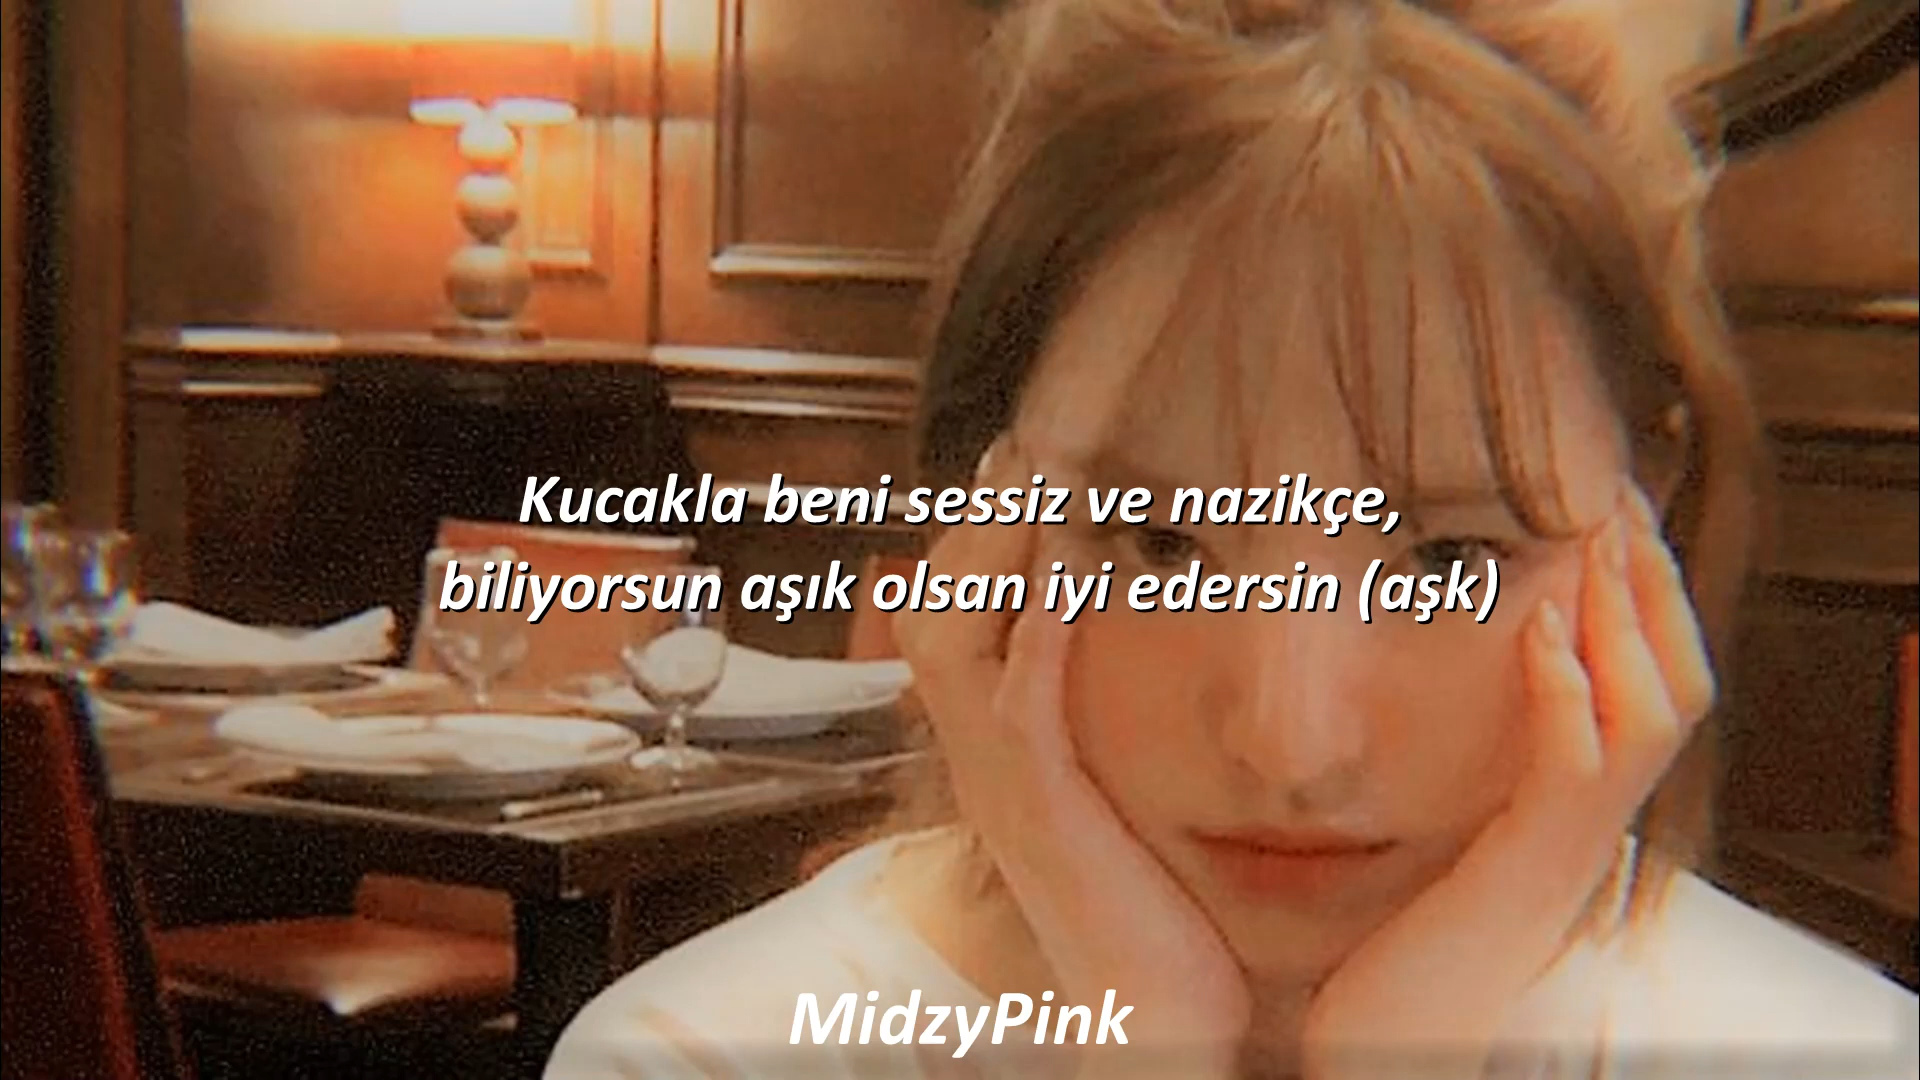 Kucakla beni sessiz ve nazikçe,
biliyorsun aşık olsan iyi edersin (aşk)
MidzyPink